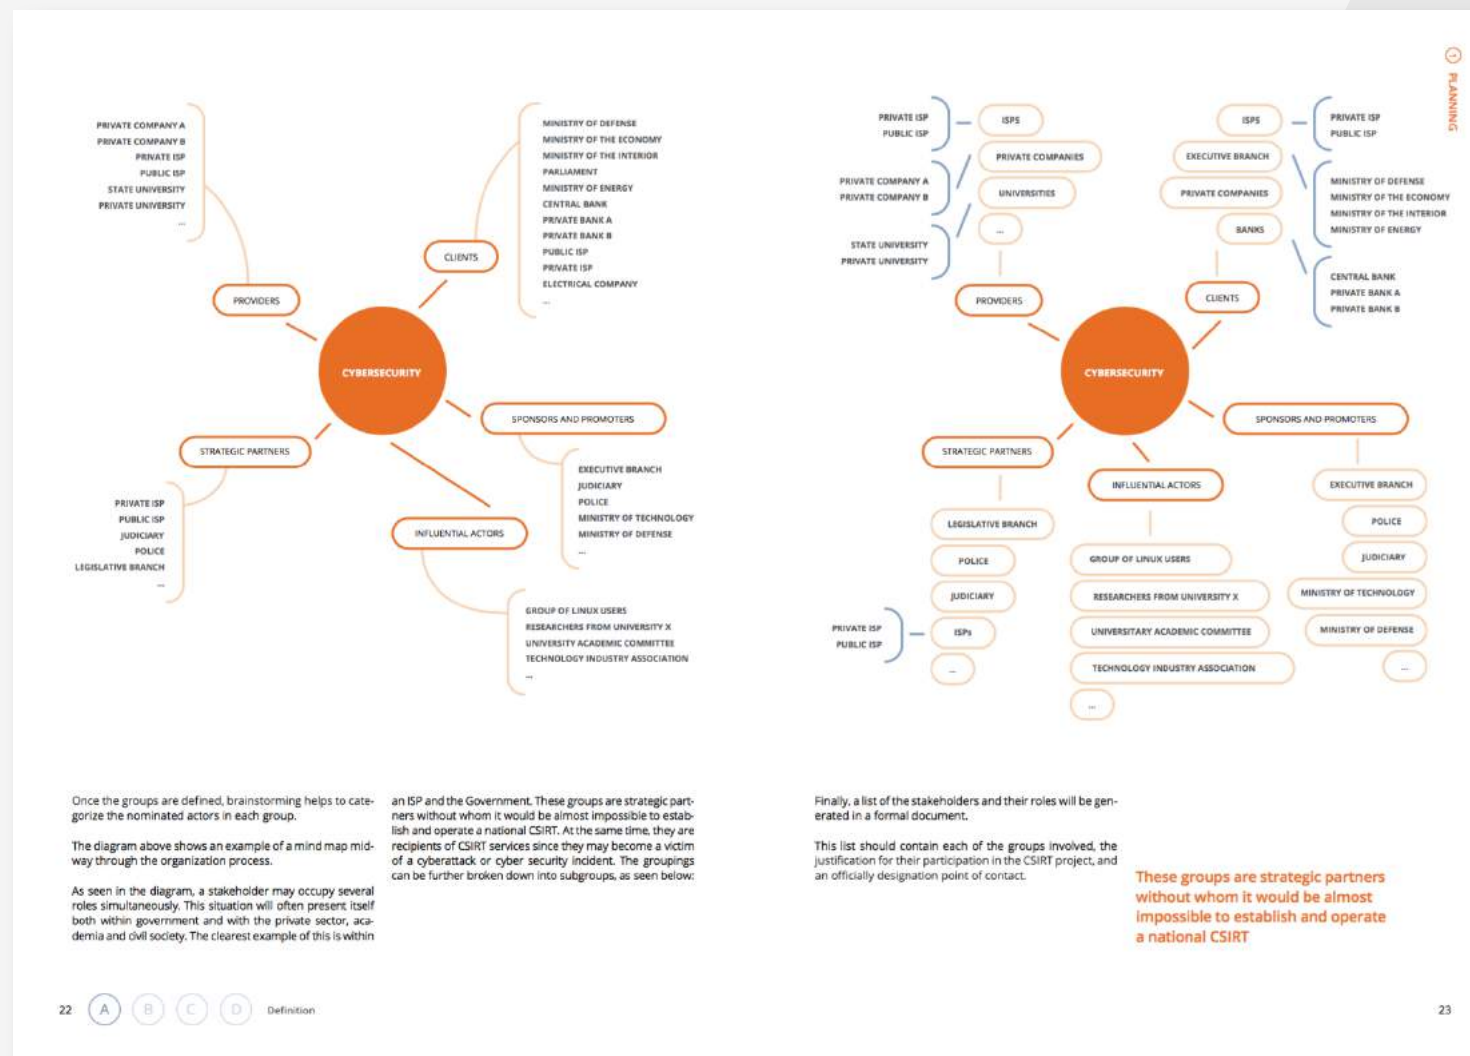 PRIVATE COMPANY A
PRIVATE COMPANY B
PRIVATE ISP
PUBLIC ISP
STATE UNIVERSITY
PRIVATE UNIVERSITY
...
PROVIDERS
MINISTRY OF DEFENSE
MINISTRY OF THE ECONOMY
MINISTRY OF THE INTERIOR
PARLIAMENT
MINISTRY OF ENERGY
CENTRAL BANK
PRIVATE BANK A
PRIVATE BANK B
PUBLIC ISP
PRIVATE ISP
ELECTRICAL COMPANY
...
CLIENTS
CYBERSECURITY
SPONSORS AND PROMOTERS
EXECUTIVE BRANCH
JUDICIARY
POLICE
MINISTRY OF TECHNOLOGY
MINISTRY OF DEFENSE
...
STRATEGIC PARTNERS
PRIVATE ISP
PUBLIC ISP
JUDICIARY
POLICE
LEGISLATIVE BRANCH
...
INFLUENTIAL ACTORS
GROUP OF LINUX USERS
RESEARCHERS FROM UNIVERSITY X
UNIVERSITY ACADEMIC COMMITTEE
TECHNOLOGY INDUSTRY ASSOCIATION
...
Once the groups are defined, brainstorming helps to cate-
gorize the nominated actors in each group.
The diagram above shows an example of a mind map mid-
way through the organization process.
As seen in the diagram, a stakeholder may occupy several
roles simultaneously. This situation will often present itself
both within government and with the private sector, aca-
demia and civil society. The clearest example of this is within
an ISP and the Government. These groups are strategic part-
ners without whom it would be almost impossible to estab-
lish and operate a national CSIRT. At the same time, they are
recipients of CSIRT services since they may become a victim
of a cyberattack or cyber security incident. The groupings
can be further broken down into subgroups, as seen below:
22 A B C D Definition
1 PLANNING
PRIVATE ISP
PUBLIC ISP
ISPS
PRIVATE COMPANY A
PRIVATE COMPANY B
PRIVATE COMPANIES
STATE UNIVERSITY
PRIVATE UNIVERSITY
UNIVERSITIES
...
PROVIDERS
ISPS
PRIVATE ISP
PUBLIC ISP
EXECUTIVE BRANCH
MINISTRY OF DEFENSE
MINISTRY OF THE ECONOMY
MINISTRY OF THE INTERIOR
MINISTRY OF ENERGY
PRIVATE COMPANIES
BANKS
CENTRAL BANK
PRIVATE BANK A
PRIVATE BANK B
CLIENTS
CYBERSECURITY
SPONSORS AND PROMOTERS
EXECUTIVE BRANCH
POLICE
JUDICIARY
MINISTRY OF TECHNOLOGY
MINISTRY OF DEFENSE
...
STRATEGIC PARTNERS
LEGISLATIVE BRANCH
POLICE
JUDICIARY
PRIVATE ISP
PUBLIC ISP
ISPs
...
INFLUENTIAL ACTORS
GROUP OF LINUX USERS
RESEARCHERS FROM UNIVERSITY X
UNIVERSITARY ACADEMIC COMMITTEE
TECHNOLOGY INDUSTRY ASSOCIATION
...
Finally, a list of the stakeholders and their roles will be gen-
erated in a formal document.
This list should contain each of the groups involved, the
justification for their participation in the CSIRT project, and
an officially designation point of contact.
These groups are strategic partners
without whom it would be almost
impossible to establish and operate
a national CSIRT
23